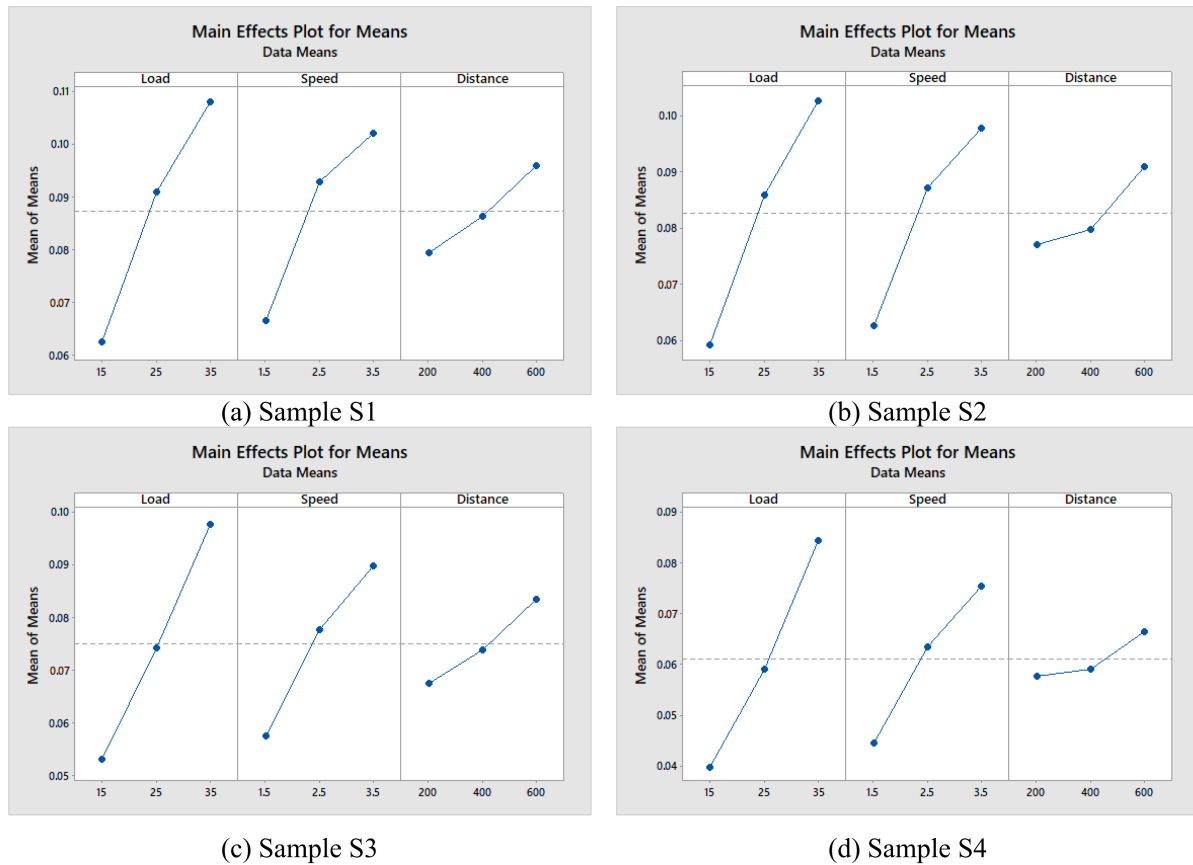 Main Effects Plot for Means
Data Means
Load Speed Distance
0.11
0.10
0.09
0.08
0.07
0.06
Mean of Means
15 25 35 1.5 2.5 3.5 200 400 600
(a) Sample S1
Main Effects Plot for Means
Data Means
Load Speed Distance
0.10
0.09
0.08
0.07
0.06
Mean of Means
15 25 35 1.5 2.5 3.5 200 400 600
(b) Sample S2
Main Effects Plot for Means
Data Means
Load Speed Distance
0.10
0.09
0.08
0.07
0.06
0.05
Mean of Means
15 25 35 1.5 2.5 3.5 200 400 600
(c) Sample S3
Main Effects Plot for Means
Data Means
Load Speed Distance
0.09
0.08
0.07
0.06
0.05
0.04
Mean of Means
15 25 35 1.5 2.5 3.5 200 400 600
(d) Sample S4